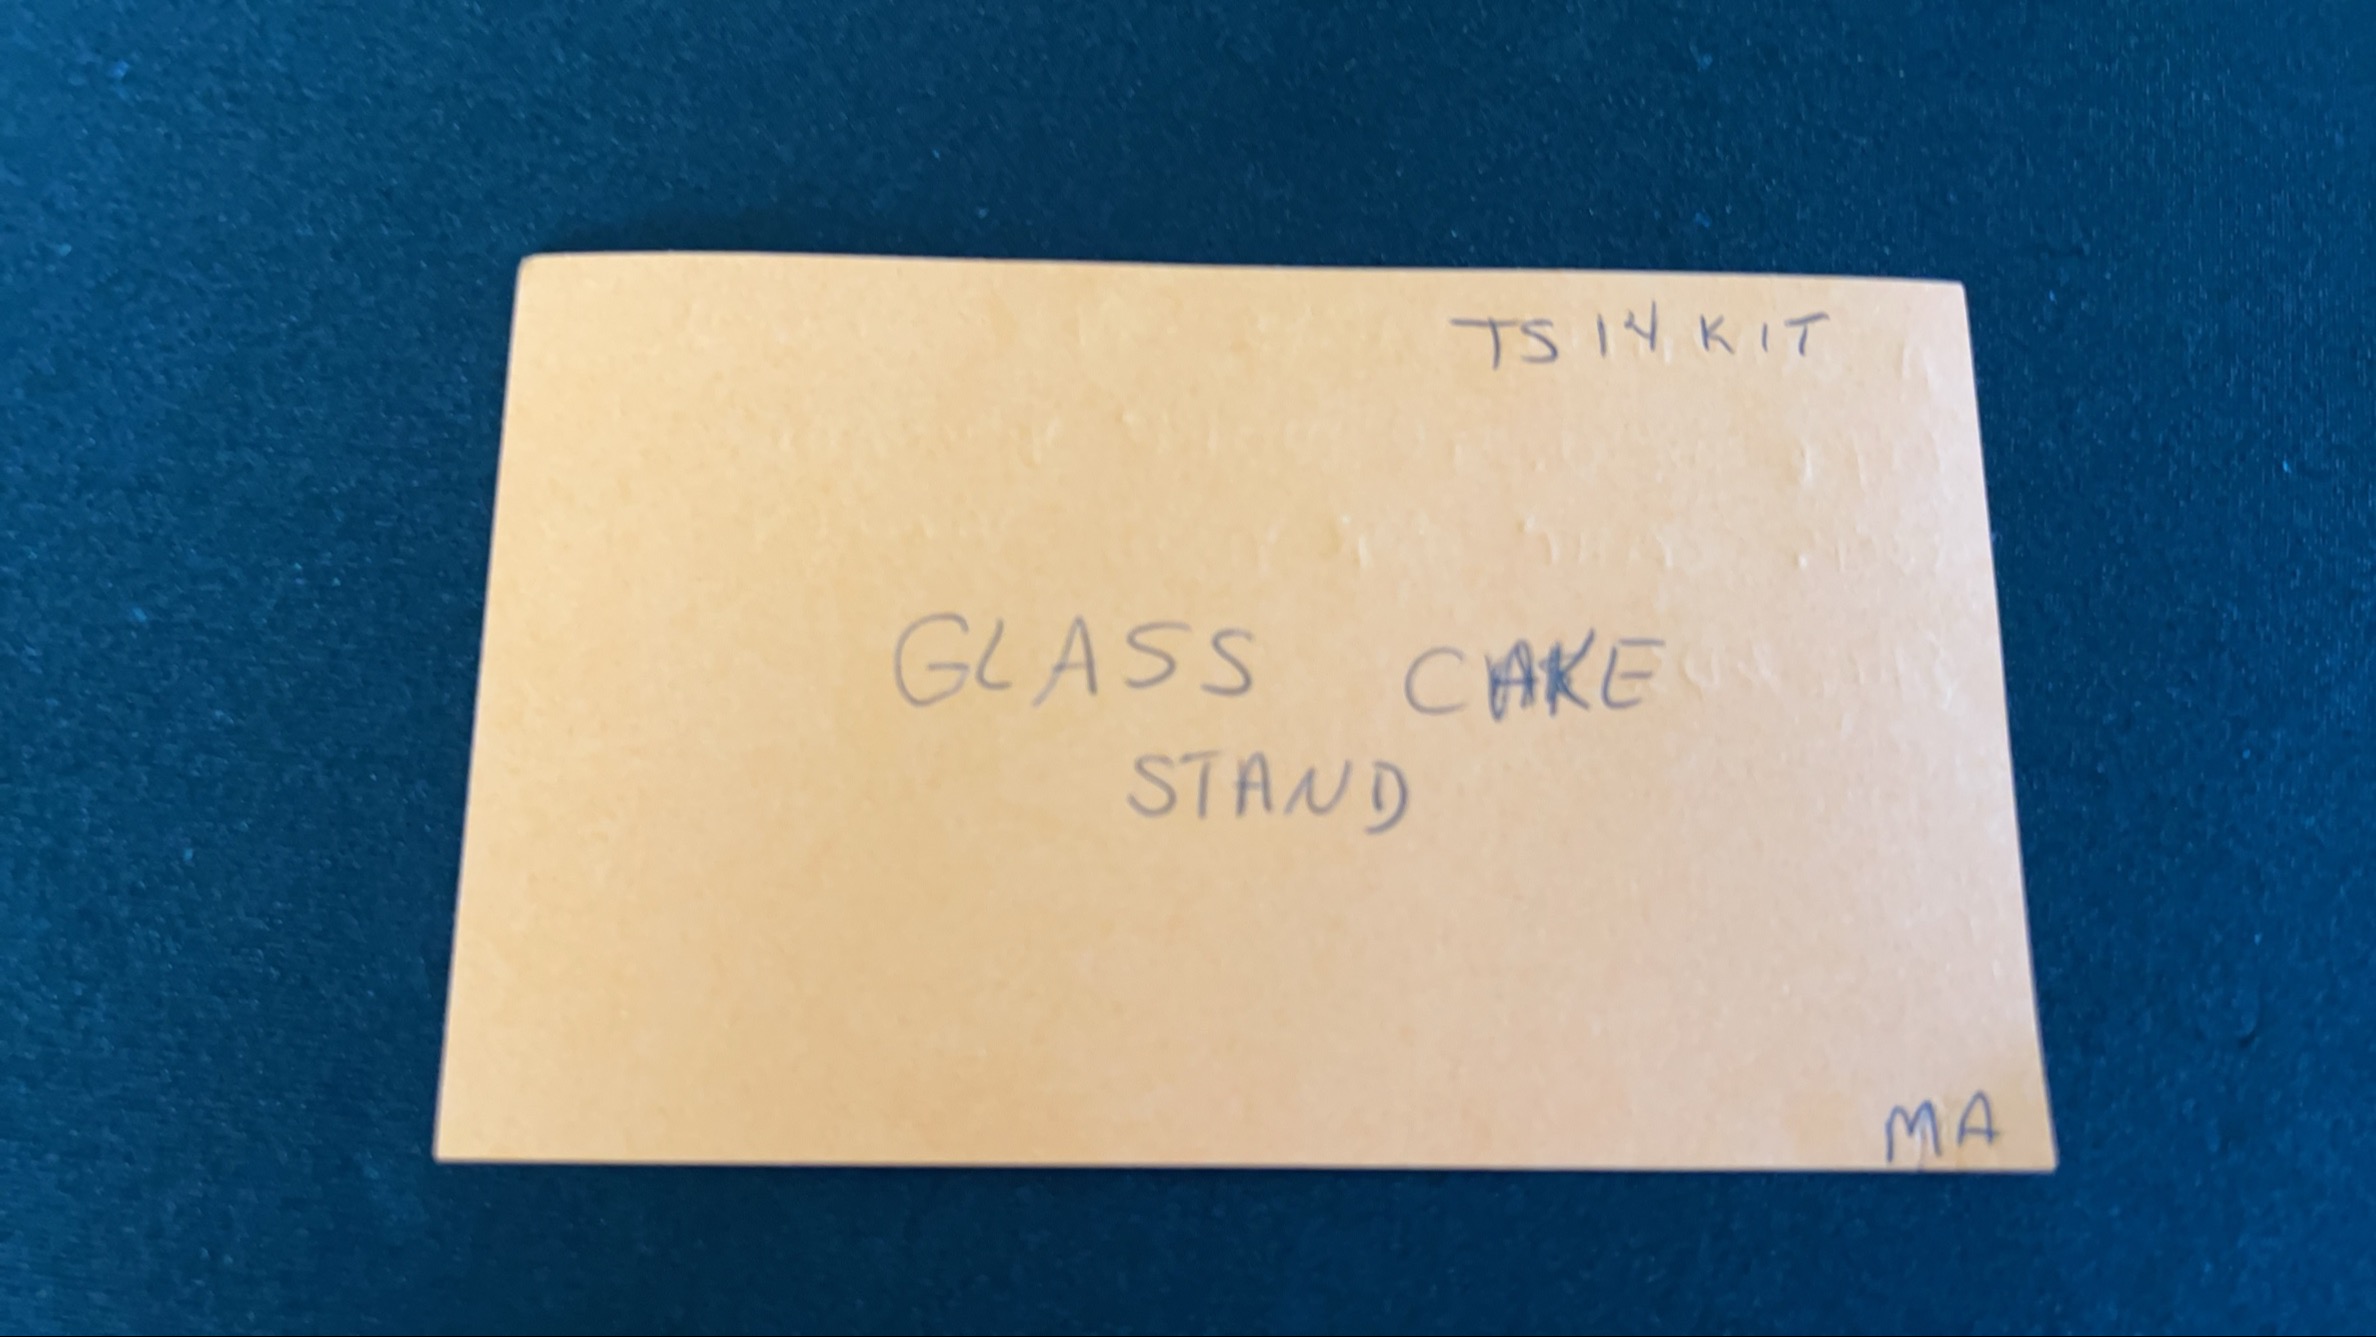 TS 14 KIT
GLASS CAKE
STAND
MA